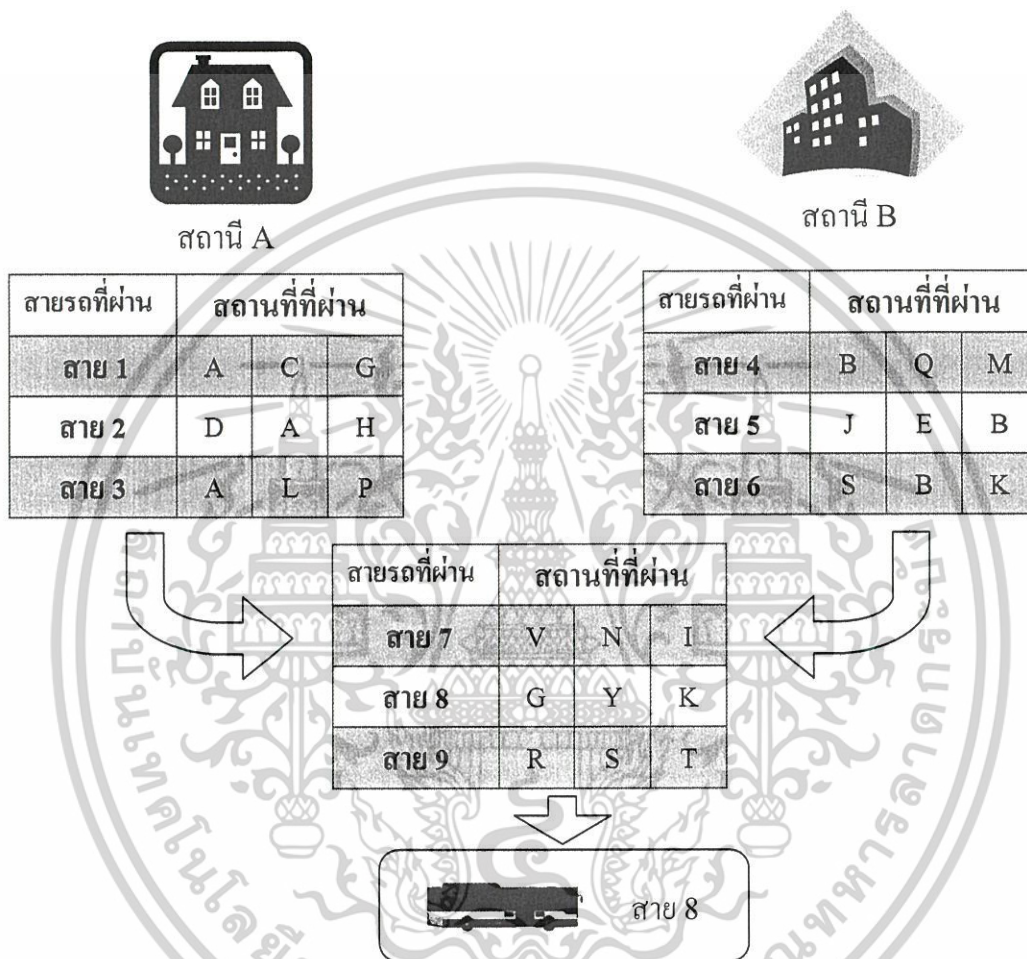 สถานี A
สถานี B
สายรถที่ผ่าน สถานที่ที่ผ่าน
สาย 1 A C G
สาย 2 D A H
สาย 3 A L P
สายรถที่ผ่าน สถานที่ที่ผ่าน
สาย 4 B Q M
สาย 5 J E B
สาย 6 S B K
สายรถที่ผ่าน สถานที่ที่ผ่าน
สาย 7 V N I
สาย 8 G Y K
สาย 9 R S T
สาย 8